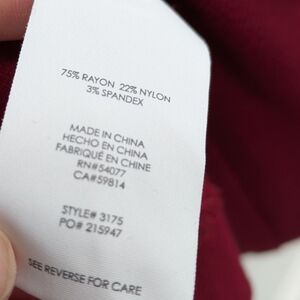 75% RAYON 22% NYLON
3% SPANDEX
MADE IN CHINA
HECHO EN CHINA
FABRIQUÉ EN CHINE
RN#54077
CA#59814
STYLE# 3175
PO# 215947
SEE REVERSE FOR CARE